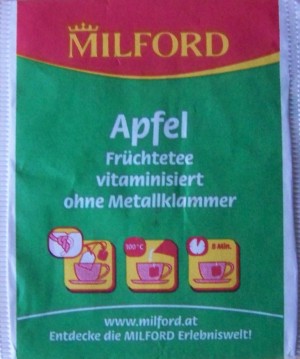 MILFORD
Apfel
Früchtetee
vitaminisiert
ohne Metallklammer
100°C
8 Min.
www.milford.at
Entdecke die MILFORD Erlebniswelt!